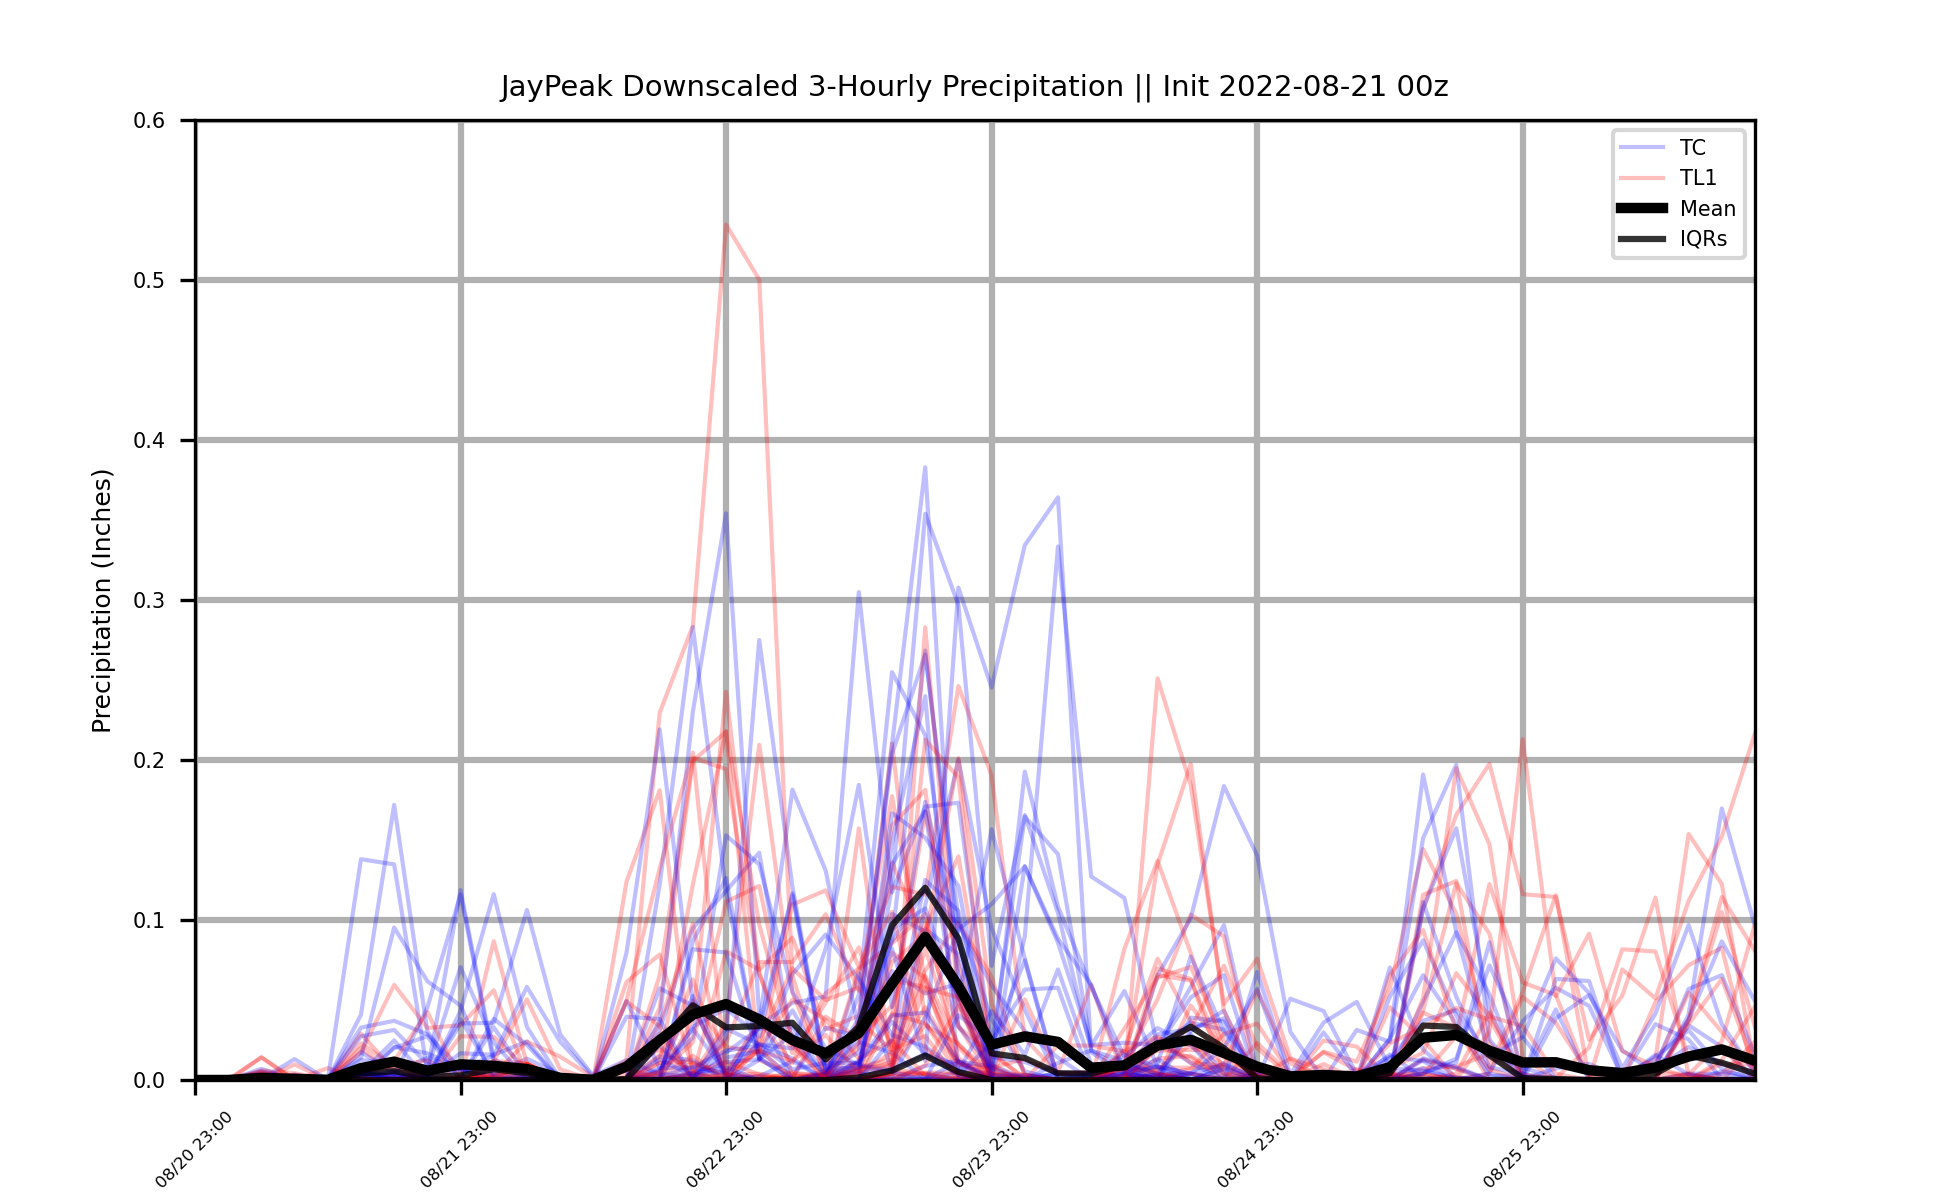 JayPeak Downscaled 3-Hourly Precipitation || Init 2022-08-21 00z
TC
TL1
Mean
IQRs
Precipitation (Inches)
0.6
0.5
0.4
0.3
0.2
0.1
0.0
08/20 23:00
08/21 23:00
08/22 23:00
08/23 23:00
08/24 23:00
08/25 23:00